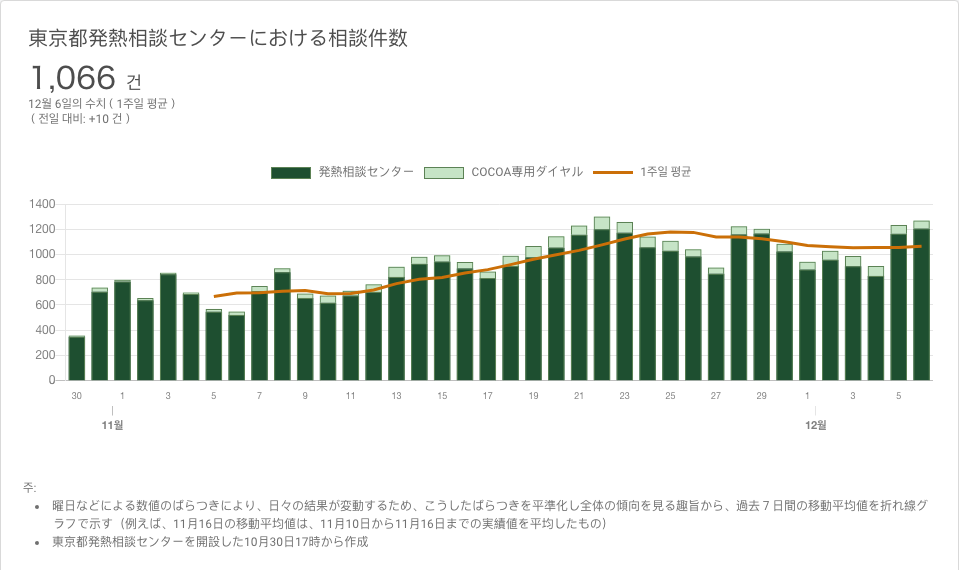 東京都発熱相談センターにおける相談件数
1,066 건
12월 6일의 수치 ( 1주일 평균 )
( 전일 대비: +10 건 )
発熱相談センター COCOA専用ダイヤル 1주일 평균
1400
1200
1000
800
600
400
200
0
30 1 3 5 7 9 11 13 15 17 19 21 23 25 27 29 1 3 5
11월 12월
주:
• 曜日などによる数値のばらつきにより、日々の結果が変動するため、こうしたばらつきを平準化し全体の傾向を見る趣旨から、過去７日間の移動平均値を折れ線グ
ラフで示す（例えば、11月16日の移動平均値は、11月10日から11月16日までの実績値を平均したもの）
• 東京都発熱相談センターを開設した10月30日17時から作成